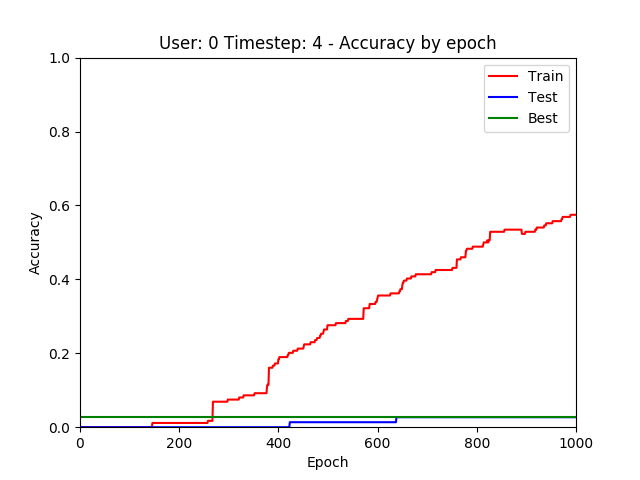 User: 0 Timestep: 4 - Accuracy by epoch
1.0
Train
Test
Best
0.8
0.6
Accuracy
0.4
0.2
0.0
0 200 400 600 800 1000
Epoch